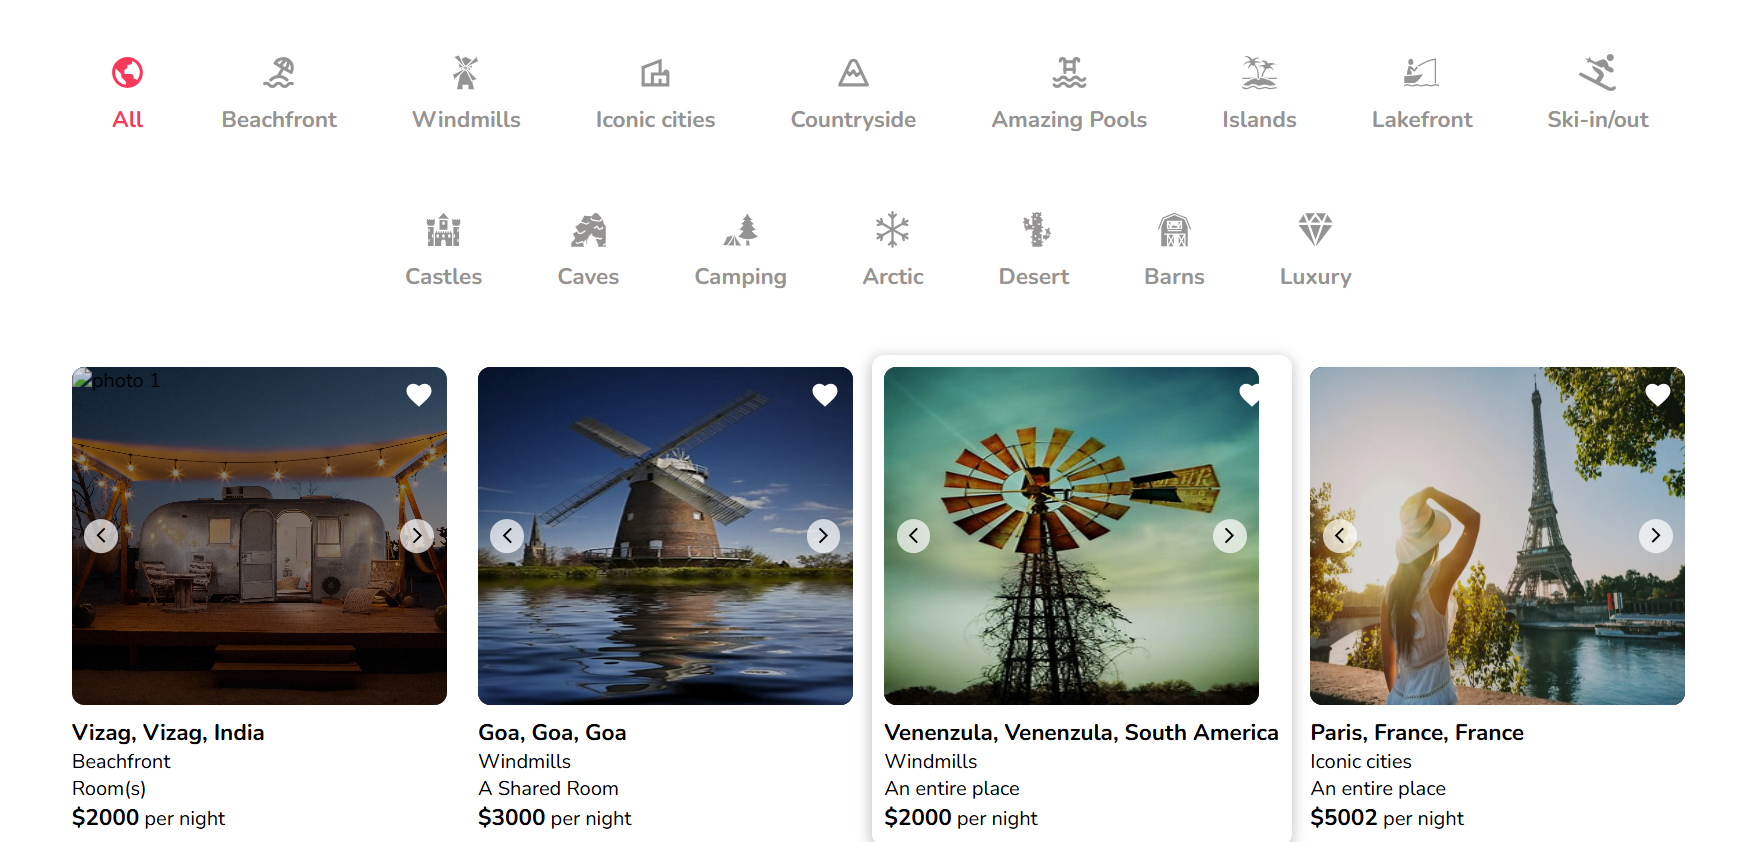 All Beachfront Windmills Iconic cities Countryside Amazing Pools Islands Lakefront Ski-in/out
Castles Caves Camping Arctic Desert Barns Luxury
photo 1
Vizag, Vizag, India
Beachfront
Room(s)
$2000 per night
Goa, Goa, Goa
Windmills
A Shared Room
$3000 per night
Venenzula, Venenzula, South America
Windmills
An entire place
$2000 per night
Paris, France, France
Iconic cities
An entire place
$5002 per night